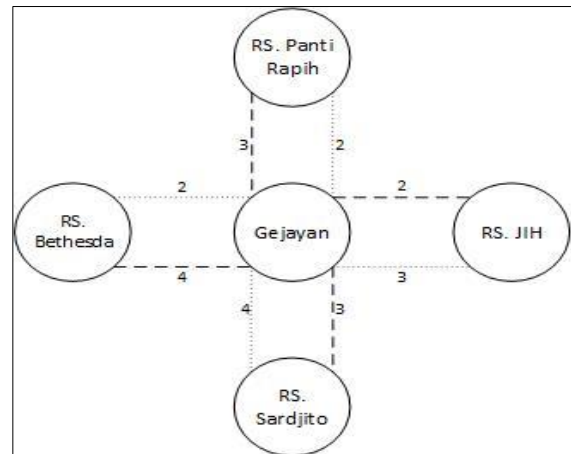 RS. Panti
Rapih
3
2
2
2
RS.
Bethesda
Gejayan
RS. JIH
4
3
4
3
RS.
Sardjito